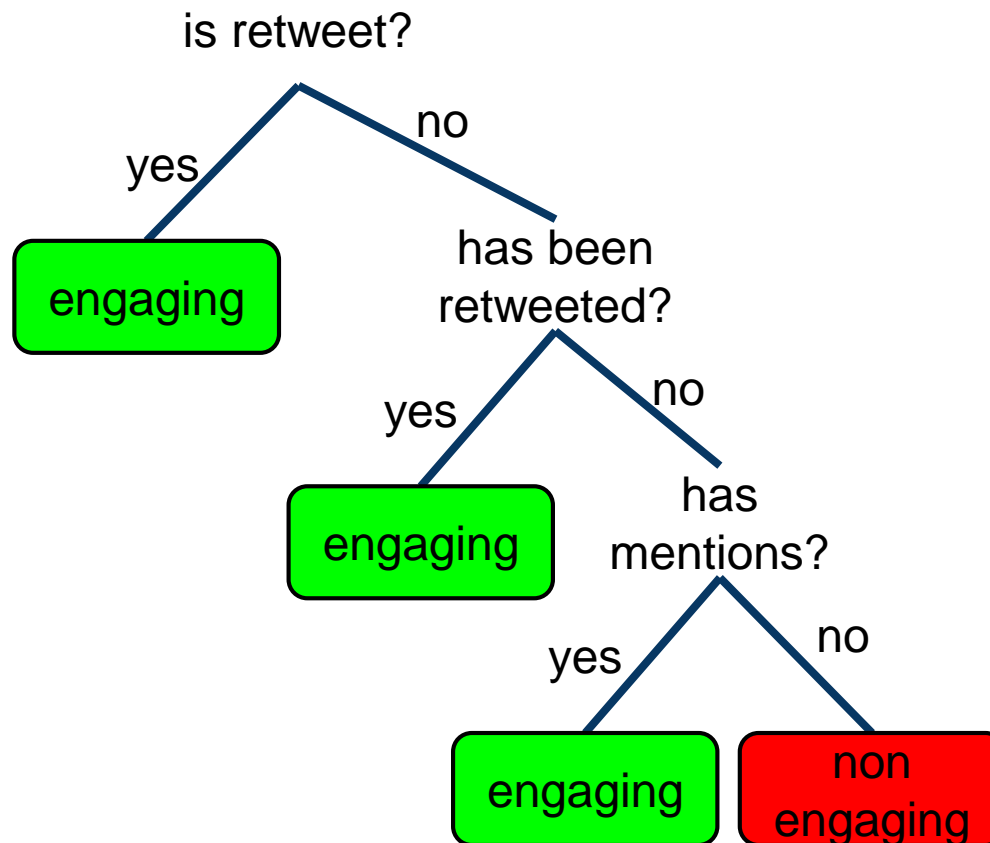 is retweet?
no
yes
engaging
has been
retweeted?
no
yes
engaging
has
mentions?
no
yes
engaging
non
engaging